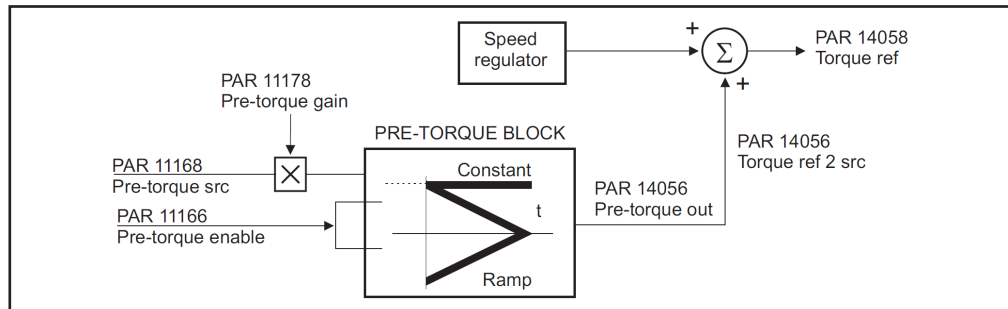 Speed
regulator
+
Σ
+
PAR 14058
Torque ref
PAR 11178
Pre-torque gain
PRE-TORQUE BLOCK
PAR 14056
Torque ref 2 src
PAR 11168
Pre-torque src
×
Constant
PAR 14056
Pre-torque out
t
PAR 11166
Pre-torque enable
Ramp